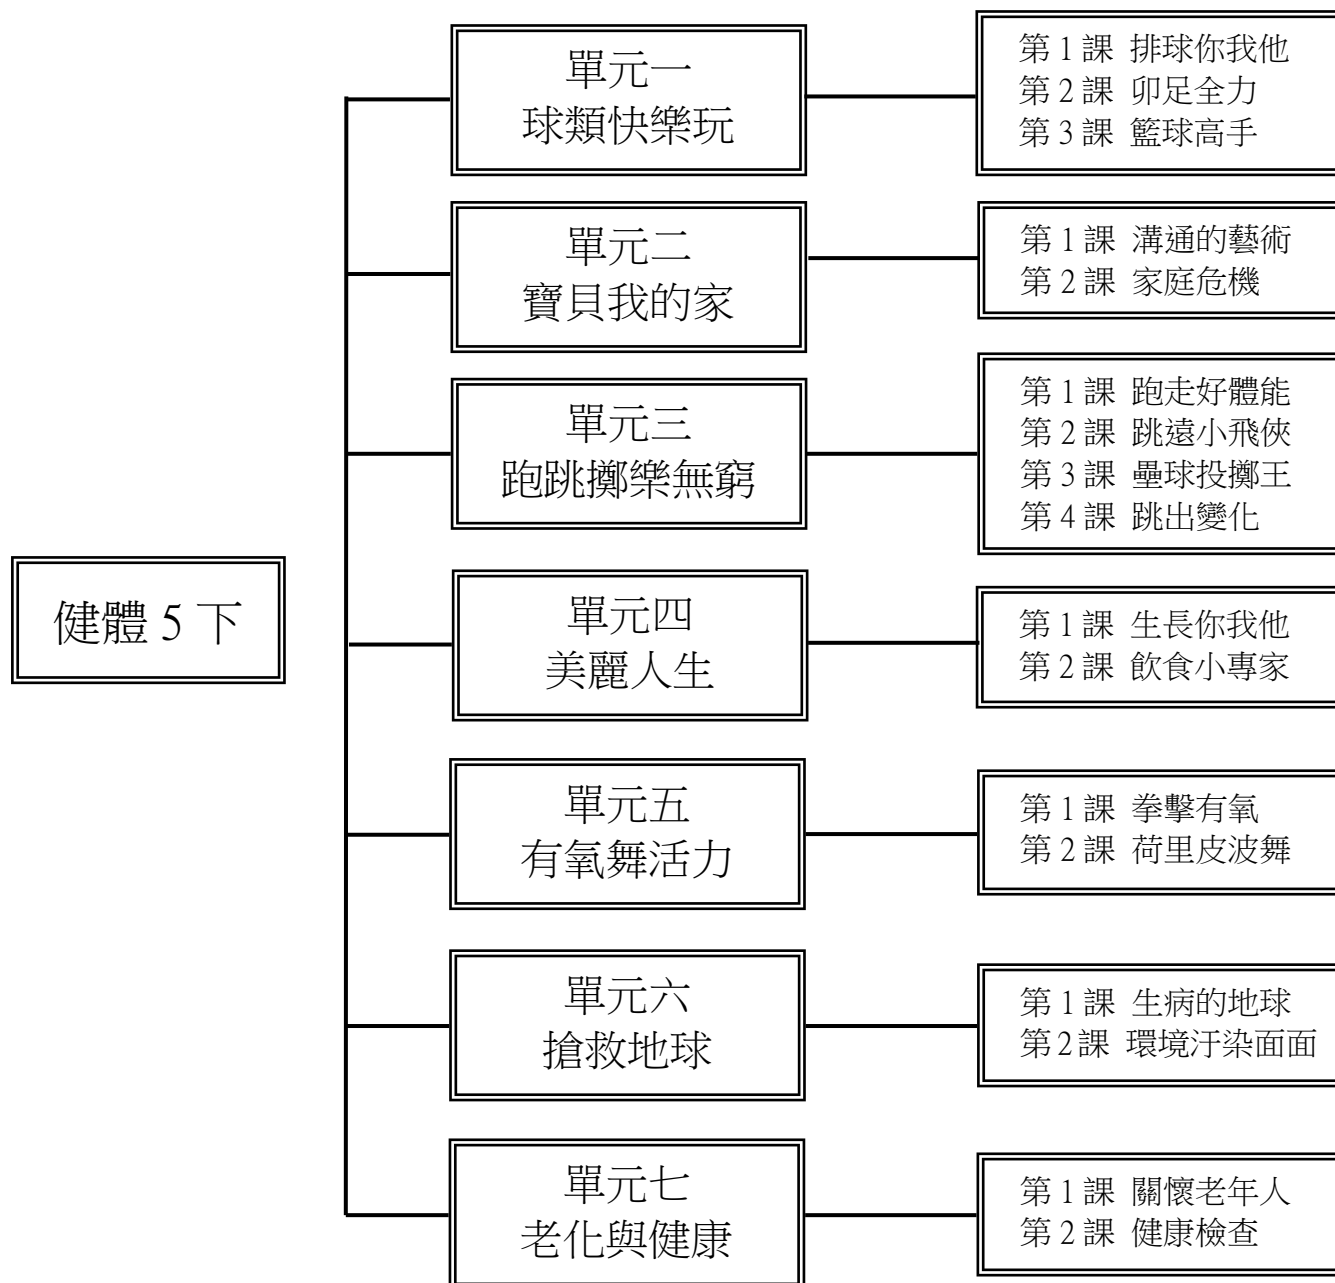 健體 5 下
單元一
球類快樂玩
第 1 課 排球你我他
第 2 課 卯足全力
第 3 課 籃球高手
單元二
寶貝我的家
第 1 課 溝通的藝術
第 2 課 家庭危機
單元三
跑跳擲樂無窮
第 1 課 跑走好體能
第 2 課 跳遠小飛俠
第 3 課 壘球投擲王
第 4 課 跳出變化
單元四
美麗人生
第 1 課 生長你我他
第 2 課 飲食小專家
單元五
有氧舞活力
第 1 課 拳擊有氧
第 2 課 荷里皮波舞
單元六
搶救地球
第 1 課 生病的地球
第 2 課 環境汙染面面
單元七
老化與健康
第 1 課 關懷老年人
第 2 課 健康檢查